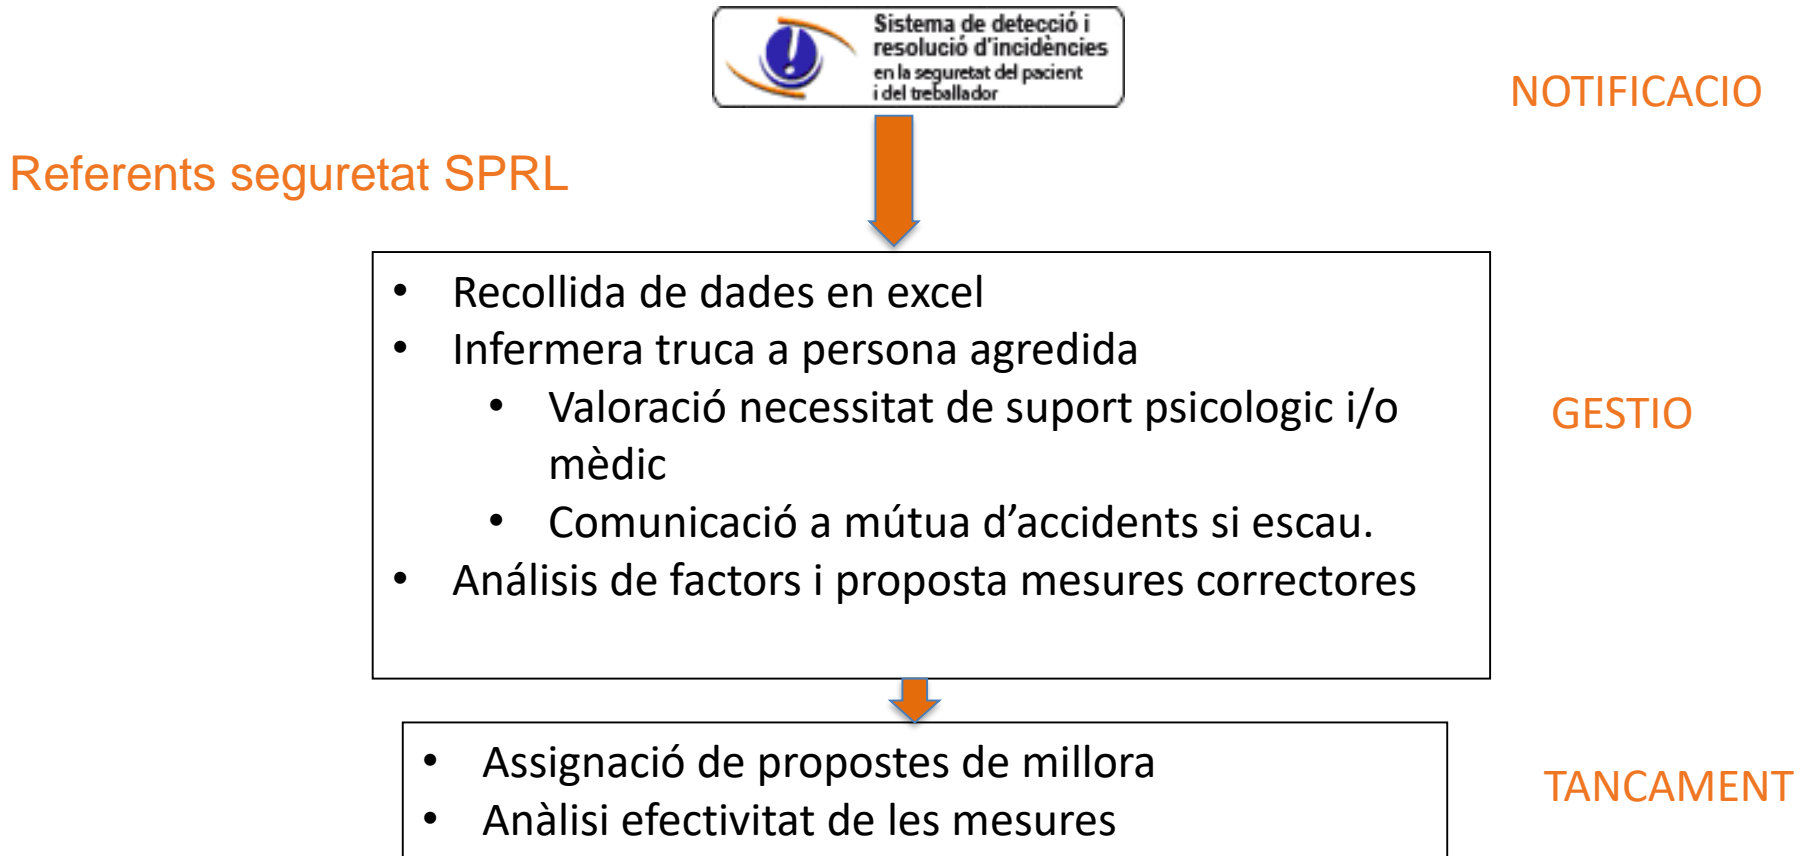 Sistema de detecció i
resolució d'incidències
en la seguretat del pacient
i del treballador
NOTIFICACIO
Referents seguretat SPRL
• Recollida de dades en excel
• Infermera truca a persona agredida
• Valoració necessitat de suport psicologic i/o
mèdic
• Comunicació a mútua d’accidents si escau.
• Análisis de factors i proposta mesures correctores
GESTIO
• Assignació de propostes de millora
• Anàlisi efectivitat de les mesures
TANCAMENT